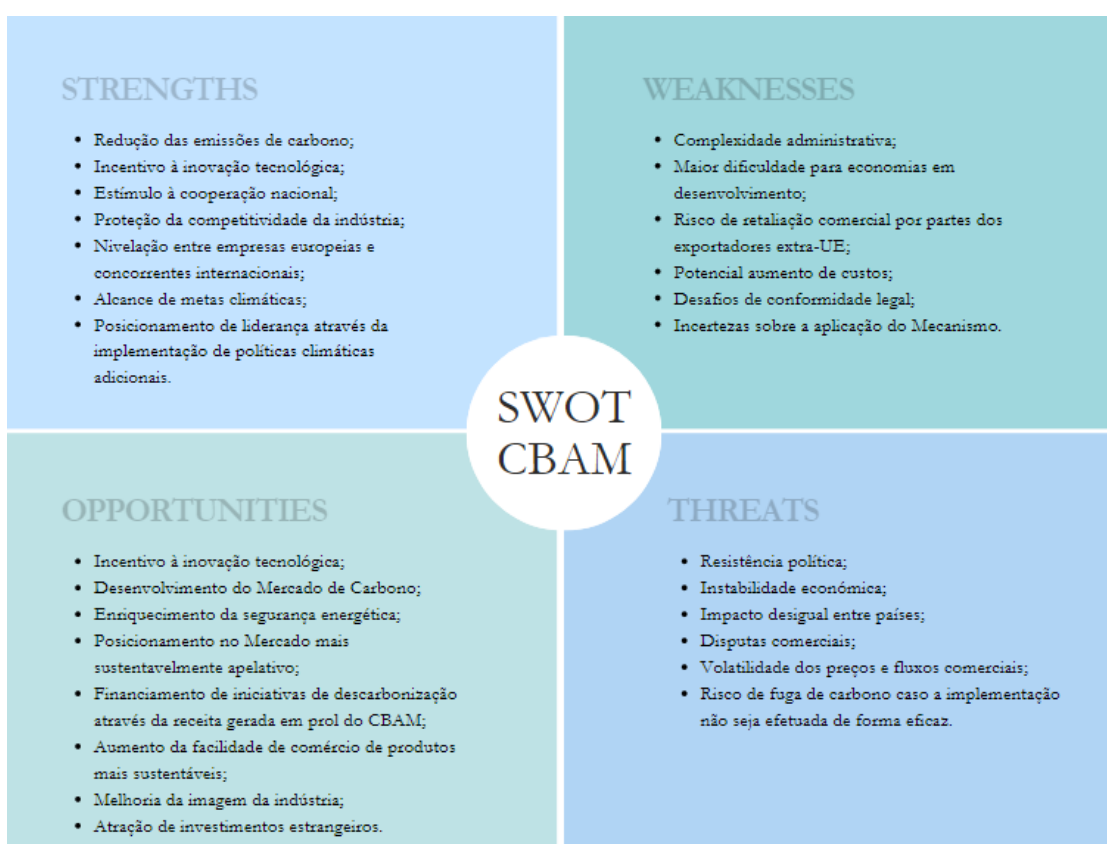 STRENGTHS
• Redução das emissões de carbono;
• Incentivo à inovação tecnológica;
• Estímulo à cooperação nacional;
• Proteção da competitividade da indústria;
• Nivelação entre empresas europeias e
concorrentes internacionais;
• Alcance de metas climáticas;
• Posicionamento de liderança através da
implementação de políticas climáticas
adicionais.
WEAKNESSES
• Complexidade administrativa;
• Maior dificuldade para economias em
desenvolvimento;
• Risco de retaliação comercial por partes dos
exportadores extra-UE;
• Potencial aumento de custos;
• Desafios de conformidade legal;
• Incertezas sobre a aplicação do Mecanismo.
SWOT
CBAM
OPPORTUNITIES
• Incentivo à inovação tecnológica;
• Desenvolvimento do Mercado de Carbono;
• Enriquecimento da segurança energética;
• Posicionamento no Mercado mais
sustentavelmente apelativo;
• Financiamento de iniciativas de descarbonização
através da receita gerada em prol do CBAM;
• Aumento da facilidade de comércio de produtos
mais sustentáveis;
• Melhoria da imagem da indústria;
• Atração de investimentos estrangeiros.
THREATS
• Resistência política;
• Instabilidade económica;
• Impacto desigual entre países;
• Disputas comerciais;
• Volatilidade dos preços e fluxos comerciais;
• Risco de fuga de carbono caso a implementação
não seja efetuada de forma eficaz.